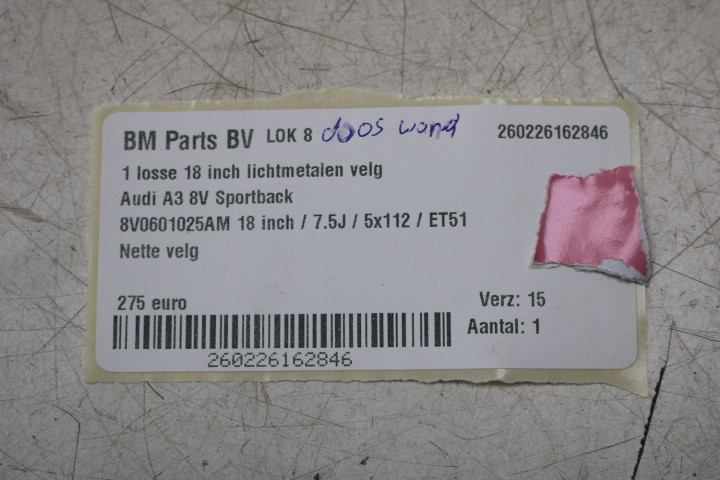 BM Parts BV LOK 8 doos wand 260226162846
1 losse 18 inch lichtmetalen velg
Audi A3 8V Sportback
8V0601025AM 18 inch / 7.5J / 5x112 / ET51
Nette velg
275 euro Verz: 15
Aantal: 1
260226162846